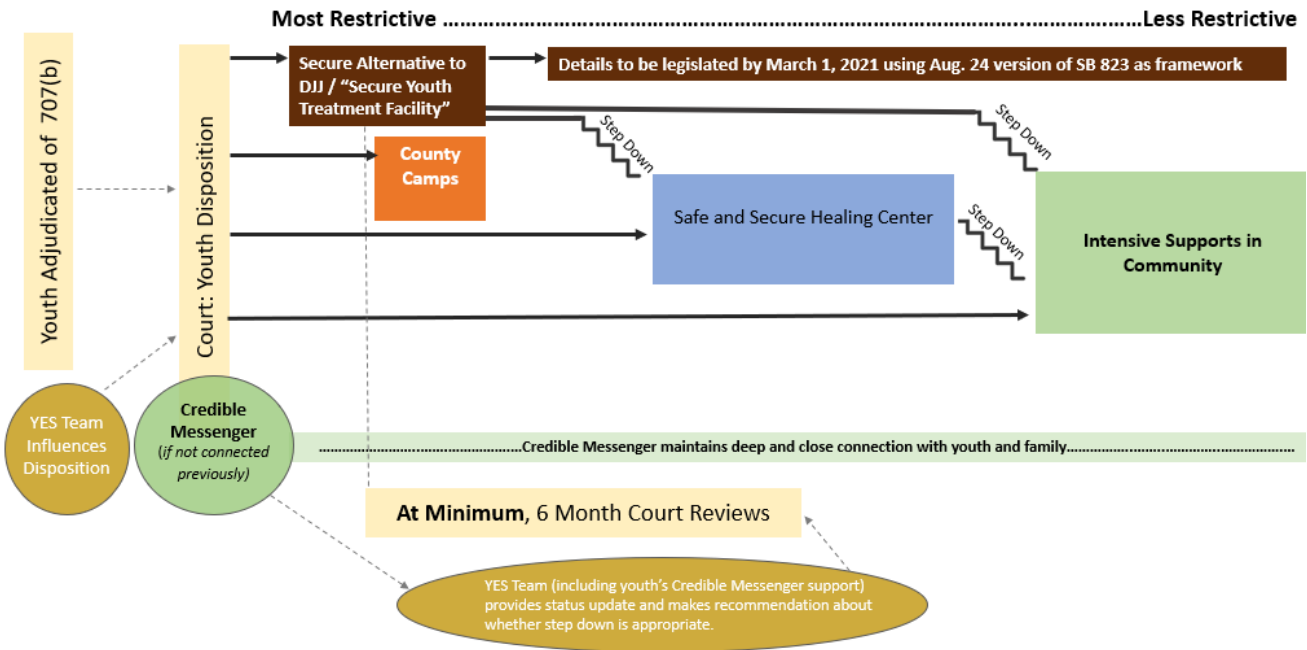 Most Restrictive ……………………………………………………………………………...……….……Less Restrictive
Youth Adjudicated of 707(b)
Court: Youth Disposition
Secure Alternative to
DJJ / “Secure Youth
Treatment Facility”
Details to be legislated by March 1, 2021 using Aug. 24 version of SB 823 as framework
Step Down
Step Down
County
Camps
Safe and Secure Healing Center
Step Down
Intensive Supports in
Community
YES Team
Influences
Disposition
Credible
Messenger
(if not connected
previously)
………………………………………Credible Messenger maintains deep and close connection with youth and family……………………………………………
At Minimum, 6 Month Court Reviews
YES Team (including youth’s Credible Messenger support)
provides status update and makes recommendation about
whether step down is appropriate.